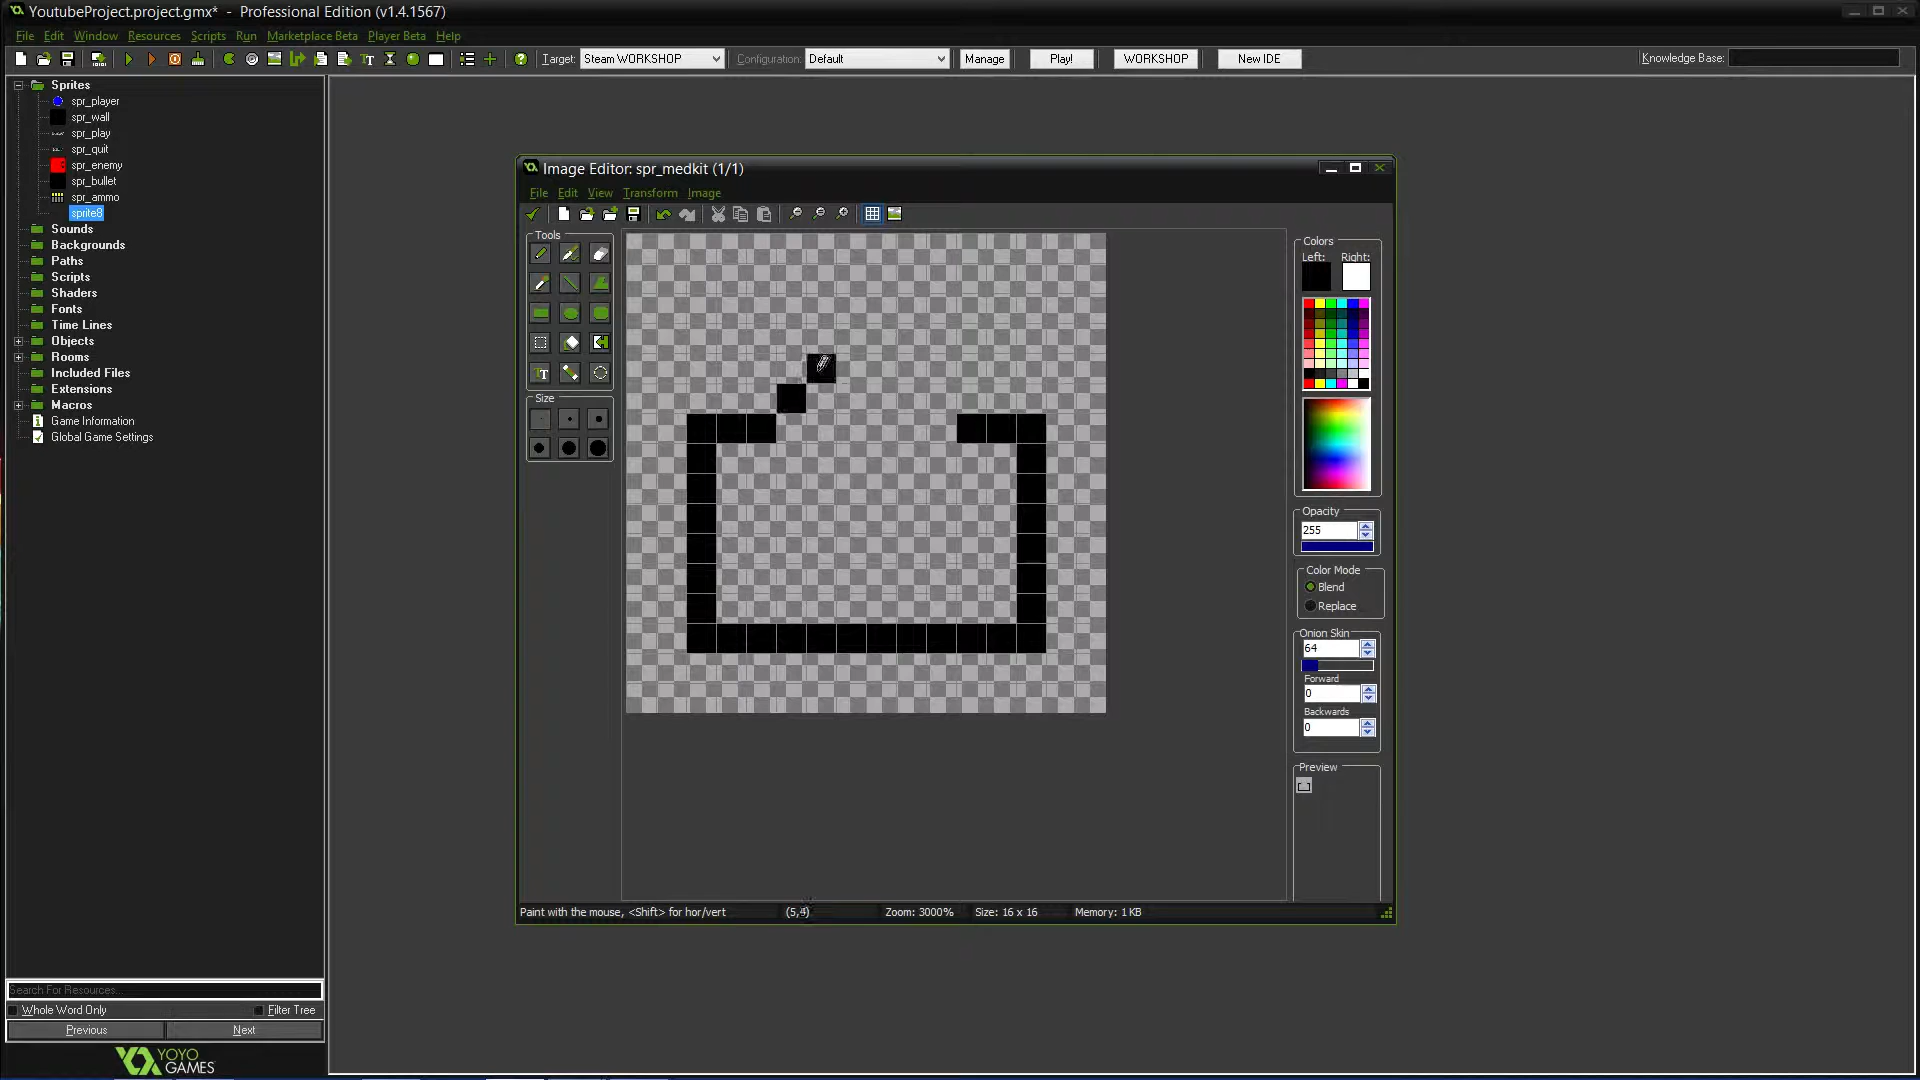 YoutubeProject.project.gmx* - Professional Edition (v1.4.1567)
File Edit Window Resources Scripts Run Marketplace Beta Player Beta Help
Target: Steam WORKSHOP Configuration: Default Manage Play! WORKSHOP New IDE Knowledge Base:
Sprites
spr_player
spr_wall
spr_play
spr_quit
spr_enemy
spr_bullet
spr_ammo
sprite8
Sounds
Backgrounds
Paths
Scripts
Shaders
Fonts
Time Lines
Objects
Rooms
Included Files
Extensions
Macros
Game Information
Global Game Settings
Search For Resources...
Whole Word Only Filter Tree
Previous Next
YOYO
GAMES
Image Editor: spr_medkit (1/1)
File Edit View Transform Image
Tools
Size
Colors
Left: Right:
Opacity
255
Color Mode
Blend
Replace
Onion Skin
64
Forward
0
Backwards
0
Preview
Paint with the mouse, <Shift> for hor/vert (5,4) Zoom: 3000% Size: 16 x 16 Memory: 1 KB